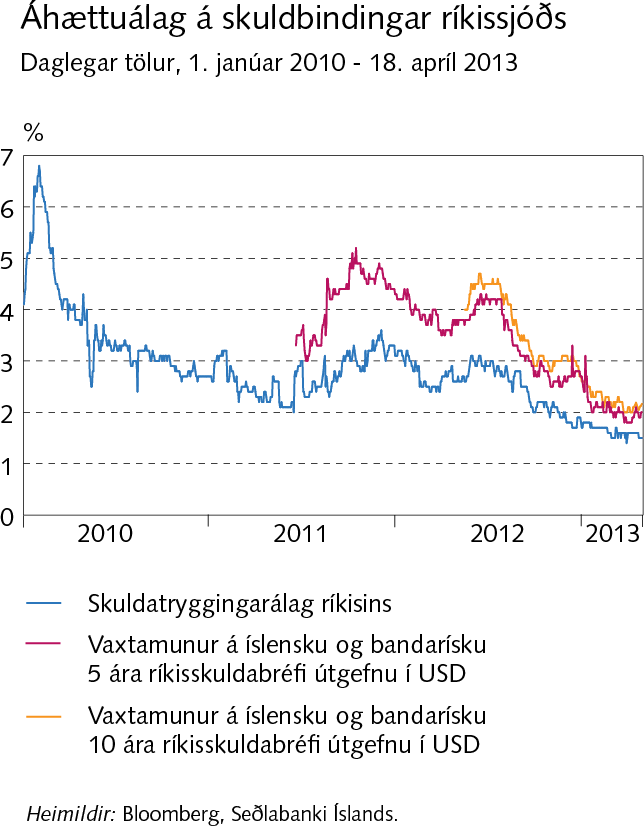 Áhættuálag á skuldbindingar ríkissjóðs
Daglegar tölur, 1. janúar 2010 - 18. apríl 2013
%
7
6
5
4
3
2
1
0
2010 2011 2012 2013
Skuldatryggingarálag ríkisins
Vaxtamunur á íslensku og bandarísku
5 ára ríkisskuldabréfi útgefnu í USD
Vaxtamunur á íslensku og bandarísku
10 ára ríkisskuldabréfi útgefnu í USD
Heimildir: Bloomberg, Seðlabanki Íslands.